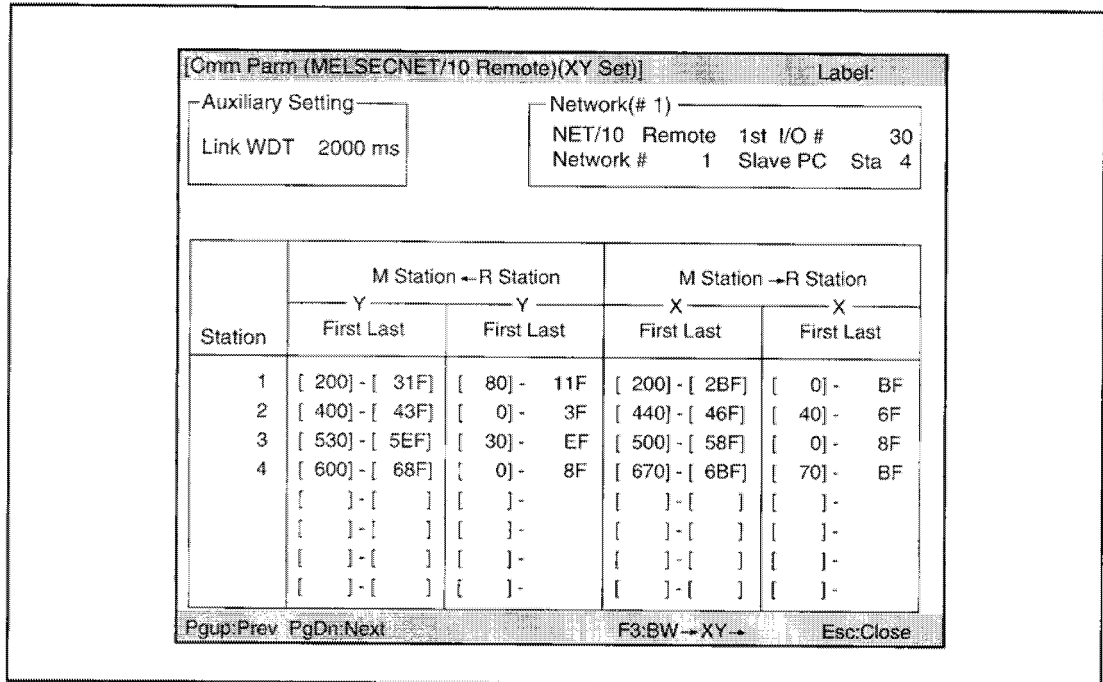 [Cmm Parm (MELSECNET/10 Remote)(XY Set)] Label:
Auxiliary Setting
Link WDT 2000 ms
Network(# 1)
NET/10 Remote 1st I/O # 30
Network # 1 Slave PC Sta 4
Station
M Station ←R Station M Station →R Station
Y Y X X
First Last First Last First Last First Last
1 [ 200] - [ 31F] [ 80] - 11F [ 200] - [ 2BF] [ 0] - BF
2 [ 400] - [ 43F] [ 0] - 3F [ 440] - [ 46F] [ 40] - 6F
3 [ 530] - [ 5EF] [ 30] - EF [ 500] - [ 58F] [ 0] - 8F
4 [ 600] - [ 68F] [ 0] - 8F [ 670] - [ 6BF] [ 70] - BF
[ ] - [ ] [ ] - [ ] - [ ] [ ] -
[ ] - [ ] [ ] - [ ] - [ ] [ ] -
[ ] - [ ] [ ] - [ ] - [ ] [ ] -
[ ] - [ ] [ ] - [ ] - [ ] [ ] -
Pgup:Prev PgDn:Next F3:BW→XY→ Esc:Close